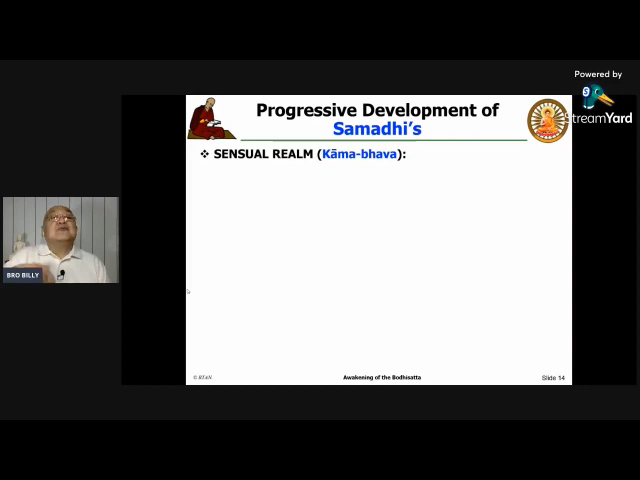 Powered by
StreamYard
Progressive Development of
Samadhi's
❖ SENSUAL REALM (Kāma-bhava):
BRO BILLY
Awakening of the Bodhisatta
Slide 14